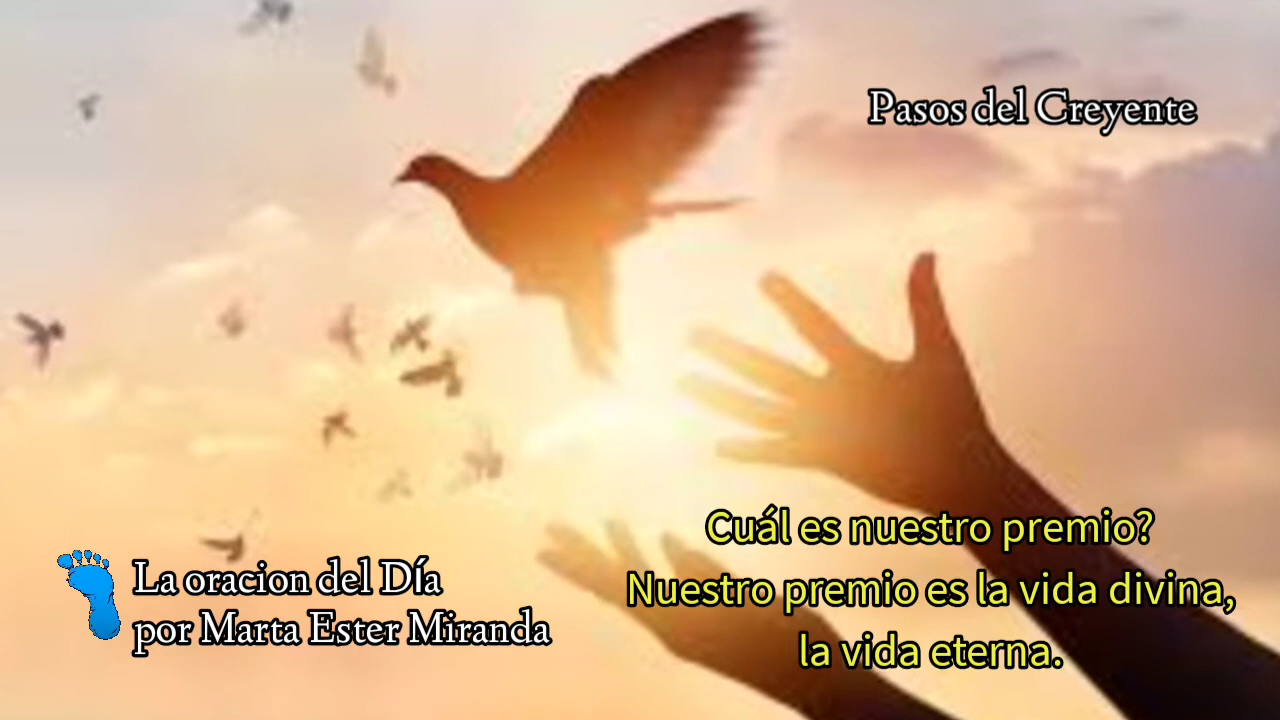 Pasos del Creyente
Cuál es nuestro premio?
Nuestro premio es la vida divina,
la vida eterna.
La oracion del Día
por Marta Ester Miranda